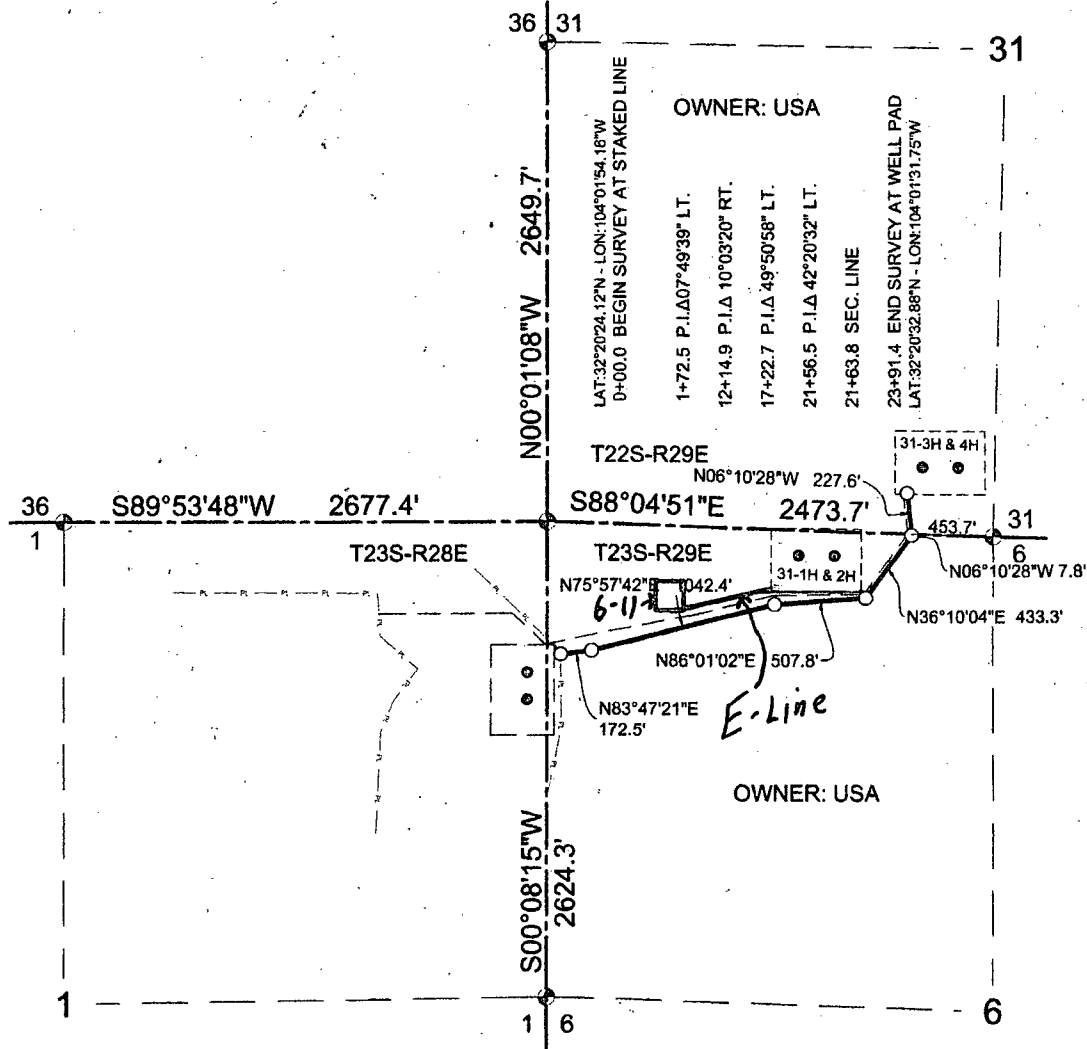 36 31
31
OWNER: USA
LAT:32°20'24.12"N - LON:104°01'54.16"W
0+00.0 BEGIN SURVEY AT STAKED LINE
1+72.5 P.I.Δ07°49'39" LT.
12+14.9 P.I.Δ 10°03'20" RT.
17+22.7 P.I.Δ 49°50'58" LT.
21+56.5 P.I.Δ 42°20'32" LT.
21+63.8 SEC. LINE
23+91.4 END SURVEY AT WELL PAD
LAT:32°20'32.88"N - LON:104°01'31.75"W
N00°01'08"W 2649.7'
T22S-R29E
31-3H & 4H
N06°10'28"W 227.6'
36
S89°53'48"W 2677.4'
S88°04'51"E 2473.7'
453.7'
31
1
6
T23S-R28E
T23S-R29E
31-1H & 2H
N06°10'28"W 7.8'
N75°57'42" 042.4'
6-11
N36°10'04"E 433.3'
N86°01'02"E 507.8'
N83°47'21"E
172.5'
E-Line
OWNER: USA
S00°08'15"W
2624.3'
1
6
1 6